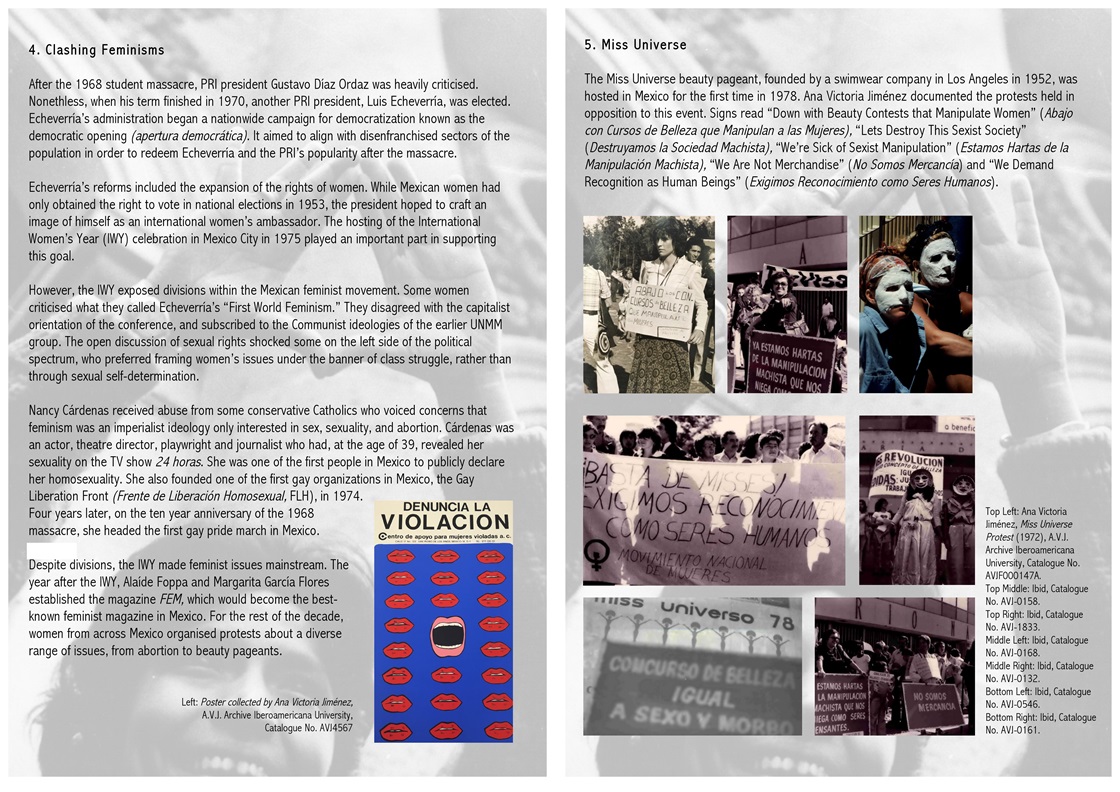 4. Clashing Feminisms
After the 1968 student massacre, PRI president Gustavo Díaz Ordaz was heavily criticised.
Nonethless, when his term finished in 1970, another PRI president, Luis Echeverría, was elected.
Echeverría's administration began a nationwide campaign for democratization known as the
democratic opening (apertura democrática). It aimed to align with disenfranchised sectors of the
population in order to redeem Echeverría and the PRI's popularity after the massacre.
Echeverría's reforms included the expansion of the rights of women. While Mexican women had
only obtained the right to vote in national elections in 1953, the president hoped to craft an
image of himself as an international women's ambassador. The hosting of the International
Women's Year (IWY) celebration in Mexico City in 1975 played an important part in supporting
this goal.
However, the IWY exposed divisions within the Mexican feminist movement. Some women
criticised what they called Echeverría's “First World Feminism.” They disagreed with the capitalist
orientation of the conference, and subscribed to the Communist ideologies of the earlier UNMM
group. The open discussion of sexual rights shocked some on the left side of the political
spectrum, who preferred framing women's issues under the banner of class struggle, rather than
through sexual self-determination.
Nancy Cárdenas received abuse from some conservative Catholics who voiced concerns that
feminism was an imperialist ideology only interested in sex, sexuality, and abortion. Cárdenas was
an actor, theatre director, playwright and journalist who had, at the age of 39, revealed her
sexuality on the TV show 24 horas. She was one of the first people in Mexico to publicly declare
her homosexuality. She also founded one of the first gay organizations in Mexico, the Gay
Liberation Front (Frente de Liberación Homosexual, FLH), in 1974.
Four years later, on the ten year anniversary of the 1968
massacre, she headed the first gay pride march in Mexico.
Despite divisions, the IWY made feminist issues mainstream. The
year after the IWY, Alaíde Foppa and Margarita García Flores
established the magazine FEM, which would become the best-
known feminist magazine in Mexico. For the rest of the decade,
women from across Mexico organised protests about a diverse
range of issues, from abortion to beauty pageants.
DENUNCIA LA
VIOLACION
Centro de apoyo para mujeres violadas a. c.
Left: Poster collected by Ana Victoria Jiménez,
A.V.J. Archive Iberoamericana University,
Catalogue No. AVJ4567
5. Miss Universe
The Miss Universe beauty pageant, founded by a swimwear company in Los Angeles in 1952, was
hosted in Mexico for the first time in 1978. Ana Victoria Jiménez documented the protests held in
opposition to this event. Signs read “Down with Beauty Contests that Manipulate Women” (Abajo
con Cursos de Belleza que Manipulan a las Mujeres), “Lets Destroy This Sexist Society”
(Destruyamos la Sociedad Machista), “We're Sick of Sexist Manipulation” (Estamos Hartas de la
Manipulación Machista), “We Are Not Merchandise” (No Somos Mercancía) and “We Demand
Recognition as Human Beings” (Exigimos Reconocimiento como Seres Humanos).
ABAJO LOS CON
CURSOS DE BELLEZA
QUE MANIPULAN A LAS
MUJERES
A
Miss
YA ESTAMOS HARTAS
DE LA MANIPULACION
MACHISTA QUE NOS
NIEGA COMO
BASTA DE MISSES,
EXIGIMOS RECONOCIMIEN
COMO SERES HUMANOS
MOVIMIENTO NACIONAL
DE MUJERES
a benefic
REVOLUCION
CONCEPTO DE BELLEZA
miss universo 78
CONCURSO DE BELLEZA
IGUAL
A SEXO Y MORBO
R I O
ESTAMOS HARTAS
LA MANIPULACION
MACHISTA QUE NOS
NIEGA COMO SERES
PENSANTES.
NO SOMOS
MERCANCIA
Top Left: Ana Victoria
Jiménez, Miss Universe
Protest (1972), A.V.J.
Archive Iberoamericana
University, Catalogue No.
AVJF000147A.
Top Middle: Ibid, Catalogue
No. AVJ-0158.
Top Right: Ibid, Catalogue
No. AVJ-1833.
Middle Left: Ibid, Catalogue
No. AVJ-0168.
Middle Right: Ibid, Catalogue
No. AVJ-0132.
Bottom Left: Ibid, Catalogue
No. AVJ-0546.
Bottom Right: Ibid, Catalogue
No. AVJ-0161.